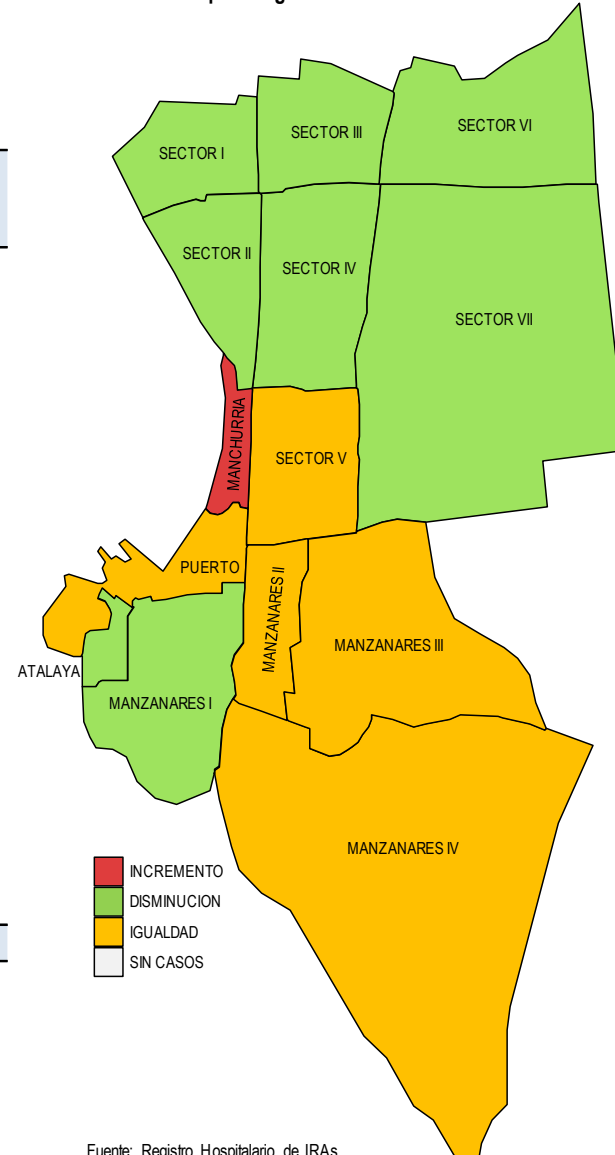 SECTOR I
SECTOR III
SECTOR VI
SECTOR II
SECTOR IV
SECTOR VII
MANCHURRIA
SECTOR V
PUERTO
MANZANARES II
MANZANARES III
ATALAYA
MANZANARES I
MANZANARES IV
INCREMENTO
DISMINUCION
IGUALDAD
SIN CASOS
Fuente: Registro Hospitalario de IRAs